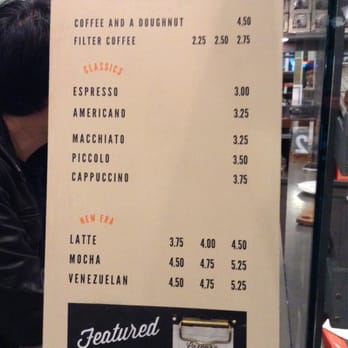 COFFEE AND A DOUGHNUT 4.50
FILTER COFFEE 2.25 2.50 2.75
CLASSICS
ESPRESSO 3.00
AMERICANO 3.25
MACCHIATO 3.25
PICCOLO 3.50
CAPPUCCINO 3.75
NEW ERA
LATTE 3.75 4.00 4.50
MOCHA 4.50 4.75 5.25
VENEZUELAN 4.50 4.75 5.25
Featured